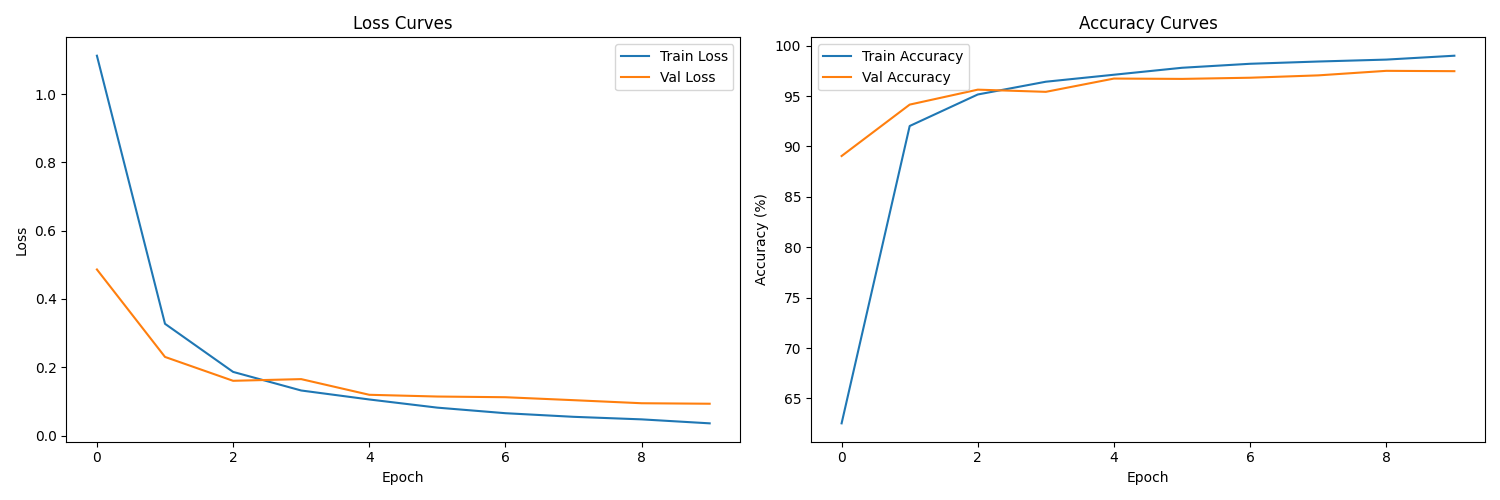 Loss Curves
Train Loss
Val Loss
1.0
0.8
0.6
0.4
0.2
0.0
Loss
0 2 4 6 8
Epoch
Accuracy Curves
Train Accuracy
Val Accuracy
100
95
90
85
80
75
70
65
Accuracy (%)
0 2 4 6 8
Epoch